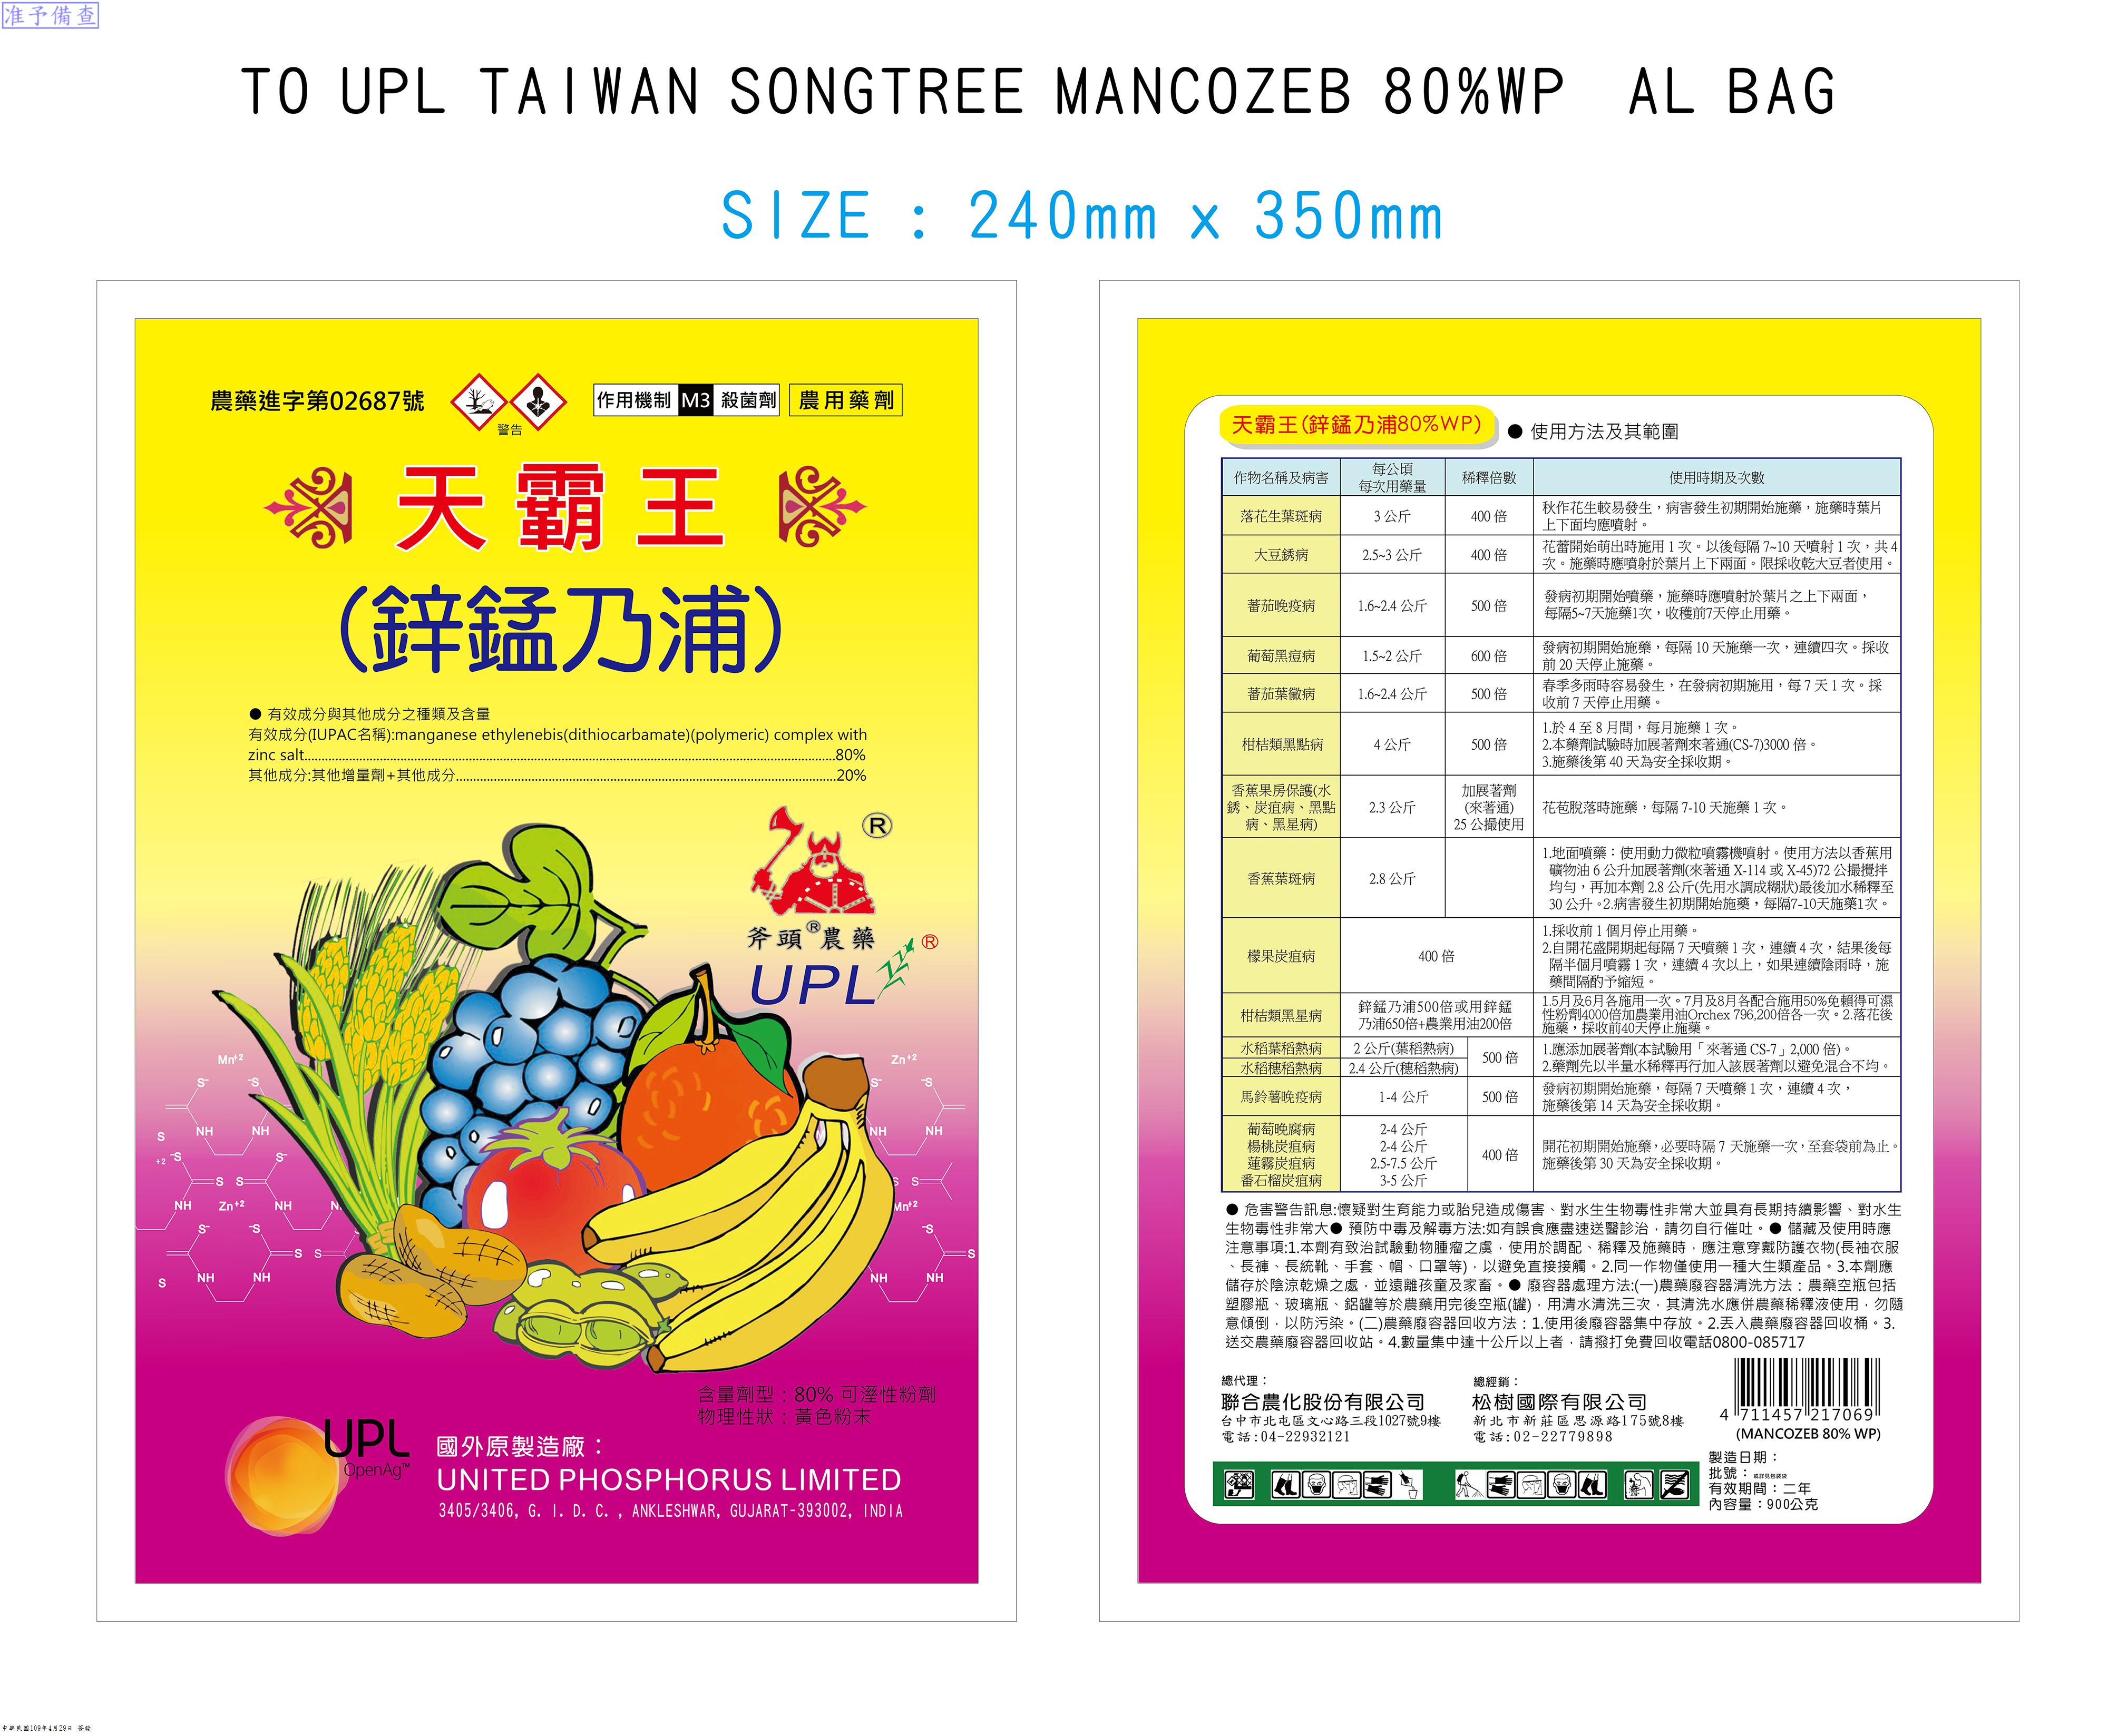 准予備查
TO UPL TAIWAN SONGTREE MANCOZEB 80%WP AL BAG
SIZE : 240mm x 350mm
農藥進字第02687號
警告
作用機制 M3 殺菌劑
農用藥劑
天霸王
(鋅錳乃浦)
● 有效成分與其他成分之種類及含量
有效成分(IUPAC名稱):manganese ethylenebis(dithiocarbamate)(polymeric) complex with
zinc salt...80%
其他成分:其他增量劑+其他成分...20%
®
斧頭®農藥
UPL ®
Mn+2
S- -S
NH NH
S
+2 -S S-
S S
NH Zn+2 NH N
S- -S
S S
NH NH
S
Zn+2
S- -S
NH NH
S S
Mn+2
-S
S
NH NH
含量劑型：80% 可溼性粉劑
物理性狀：黃色粉末
UPL
OpenAg™
國外原製造廠：
UNITED PHOSPHORUS LIMITED
3405/3406, G. I. D. C. , ANKLESHWAR, GUJARAT-393002, INDIA
天霸王(鋅錳乃浦80%WP)
● 使用方法及其範圍
作物名稱及病害 每公頃每次用藥量 稀釋倍數 使用時期及次數
落花生葉斑病 3 公斤 400 倍 秋作花生較易發生，病害發生初期開始施藥，施藥時葉片
上下面均應噴射。
大豆銹病 2.5~3 公斤 400 倍 花蕾開始萌出時施用 1 次。以後每隔 7~10 天噴射 1 次，共 4
次。施藥時應噴射於葉片上下兩面。限採收乾大豆者使用。
蕃茄晚疫病 1.6~2.4 公斤 500 倍 發病初期開始噴藥，施藥時應噴射於葉片之上下兩面，
每隔5~7天施藥1次，收穫前7天停止用藥。
葡萄黑痘病 1.5~2 公斤 600 倍 發病初期開始施藥，每隔 10 天施藥一次，連續四次。採收
前 20 天停止施藥。
蕃茄葉黴病 1.6~2.4 公斤 500 倍 春季多雨時容易發生，在發病初期施用，每 7 天 1 次。採
收前 7 天停止用藥。
柑桔類黑點病 4 公斤 500 倍 1.於 4 至 8 月間，每月施藥 1 次。
2.本藥劑試驗時加展著劑來著通(CS-7)3000 倍。
3.施藥後第 40 天為安全採收期。
香蕉果房保護(水
銹、炭疽病、黑點
病、黑星病)
2.3 公斤
加展著劑
(來著通)
25 公撮使用
花苞脫落時施藥，每隔 7-10 天施藥 1 次。
香蕉葉斑病 2.8 公斤 1.地面噴藥：使用動力微粒噴霧機噴射。使用方法以香蕉用
礦物油 6 公升加展著劑(來著通 X-114 或 X-45)72 公撮攪拌
均勻，再加本劑 2.8 公斤(先用水調成糊狀)最後加水稀釋至
30 公升。2.病害發生初期開始施藥，每隔7-10天施藥1次。
檬果炭疽病 400 倍 1.採收前 1 個月停止用藥。
2.自開花盛開期起每隔 7 天噴藥 1 次，連續 4 次，結果後每
隔半個月噴霧 1 次，連續 4 次以上，如果連續陰雨時，施
藥間隔酌予縮短。
柑桔類黑星病 鋅錳乃浦500倍或用鋅錳
乃浦650倍+農業用油200倍
1.5月及6月各施用一次。7月及8月各配合施用50%免賴得可濕
性粉劑4000倍加農業用油Orchex 796,200倍各一次。2.落花後
施藥，採收前40天停止施藥。
水稻葉稻熱病 2 公斤(葉稻熱病) 500 倍 1.應添加展著劑(本試驗用「來著通 CS-7」2,000 倍)。
水稻穗稻熱病 2.4 公斤(穗稻熱病) 2.藥劑先以半量水稀釋再行加入該展著劑以避免混合不均。
馬鈴薯晚疫病 1-4 公斤 500 倍 發病初期開始施藥，每隔 7 天噴藥 1 次，連續 4 次，
施藥後第 14 天為安全採收期。
葡萄晚腐病 2-4 公斤
楊桃炭疽病 2-4 公斤
蓮霧炭疽病 2.5-7.5 公斤
番石榴炭疽病 3-5 公斤
400 倍
開花初期開始施藥，必要時隔 7 天施藥一次，至套袋前為止。
施藥後第 30 天為安全採收期。
● 危害警告訊息:懷疑對生育能力或胎兒造成傷害、對水生生物毒性非常大並具有長期持續影響、對水生
生物毒性非常大● 預防中毒及解毒方法:如有誤食應盡速送醫診治，請勿自行催吐。● 儲藏及使用時應
注意事項:1.本劑有致治試驗動物腫瘤之虞，使用於調配、稀釋及施藥時，應注意穿戴防護衣物(長袖衣服
、長褲、長統靴、手套、帽、口罩等)，以避免直接接觸。2.同一作物僅使用一種大生類產品。3.本劑應
儲存於陰涼乾燥之處，並遠離孩童及家畜。● 廢容器處理方法:(一)農藥廢容器清洗方法：農藥空瓶包括
塑膠瓶、玻璃瓶、鋁罐等於農藥用完後空瓶(罐)，用清水清洗三次，其清洗水應併農藥稀釋液使用，勿隨
意傾倒，以防污染。(二)農藥廢容器回收方法：1.使用後廢容器集中存放。2.丟入農藥廢容器回收桶。3.
送交農藥廢容器回收站。4.數量集中達十公斤以上者，請撥打免費回收電話0800-085717
總代理：
聯合農化股份有限公司
台中市北屯區文心路三段1027號9樓
電話:04-22932121
總經銷：
松樹國際有限公司
新北市新莊區思源路175號8樓
電話:02-22779898
4 711457 217069
(MANCOZEB 80% WP)
製造日期：
批號：或詳見包裝袋
有效期間：二年
內容量：900公克
中華民國109年4月29日 簽發